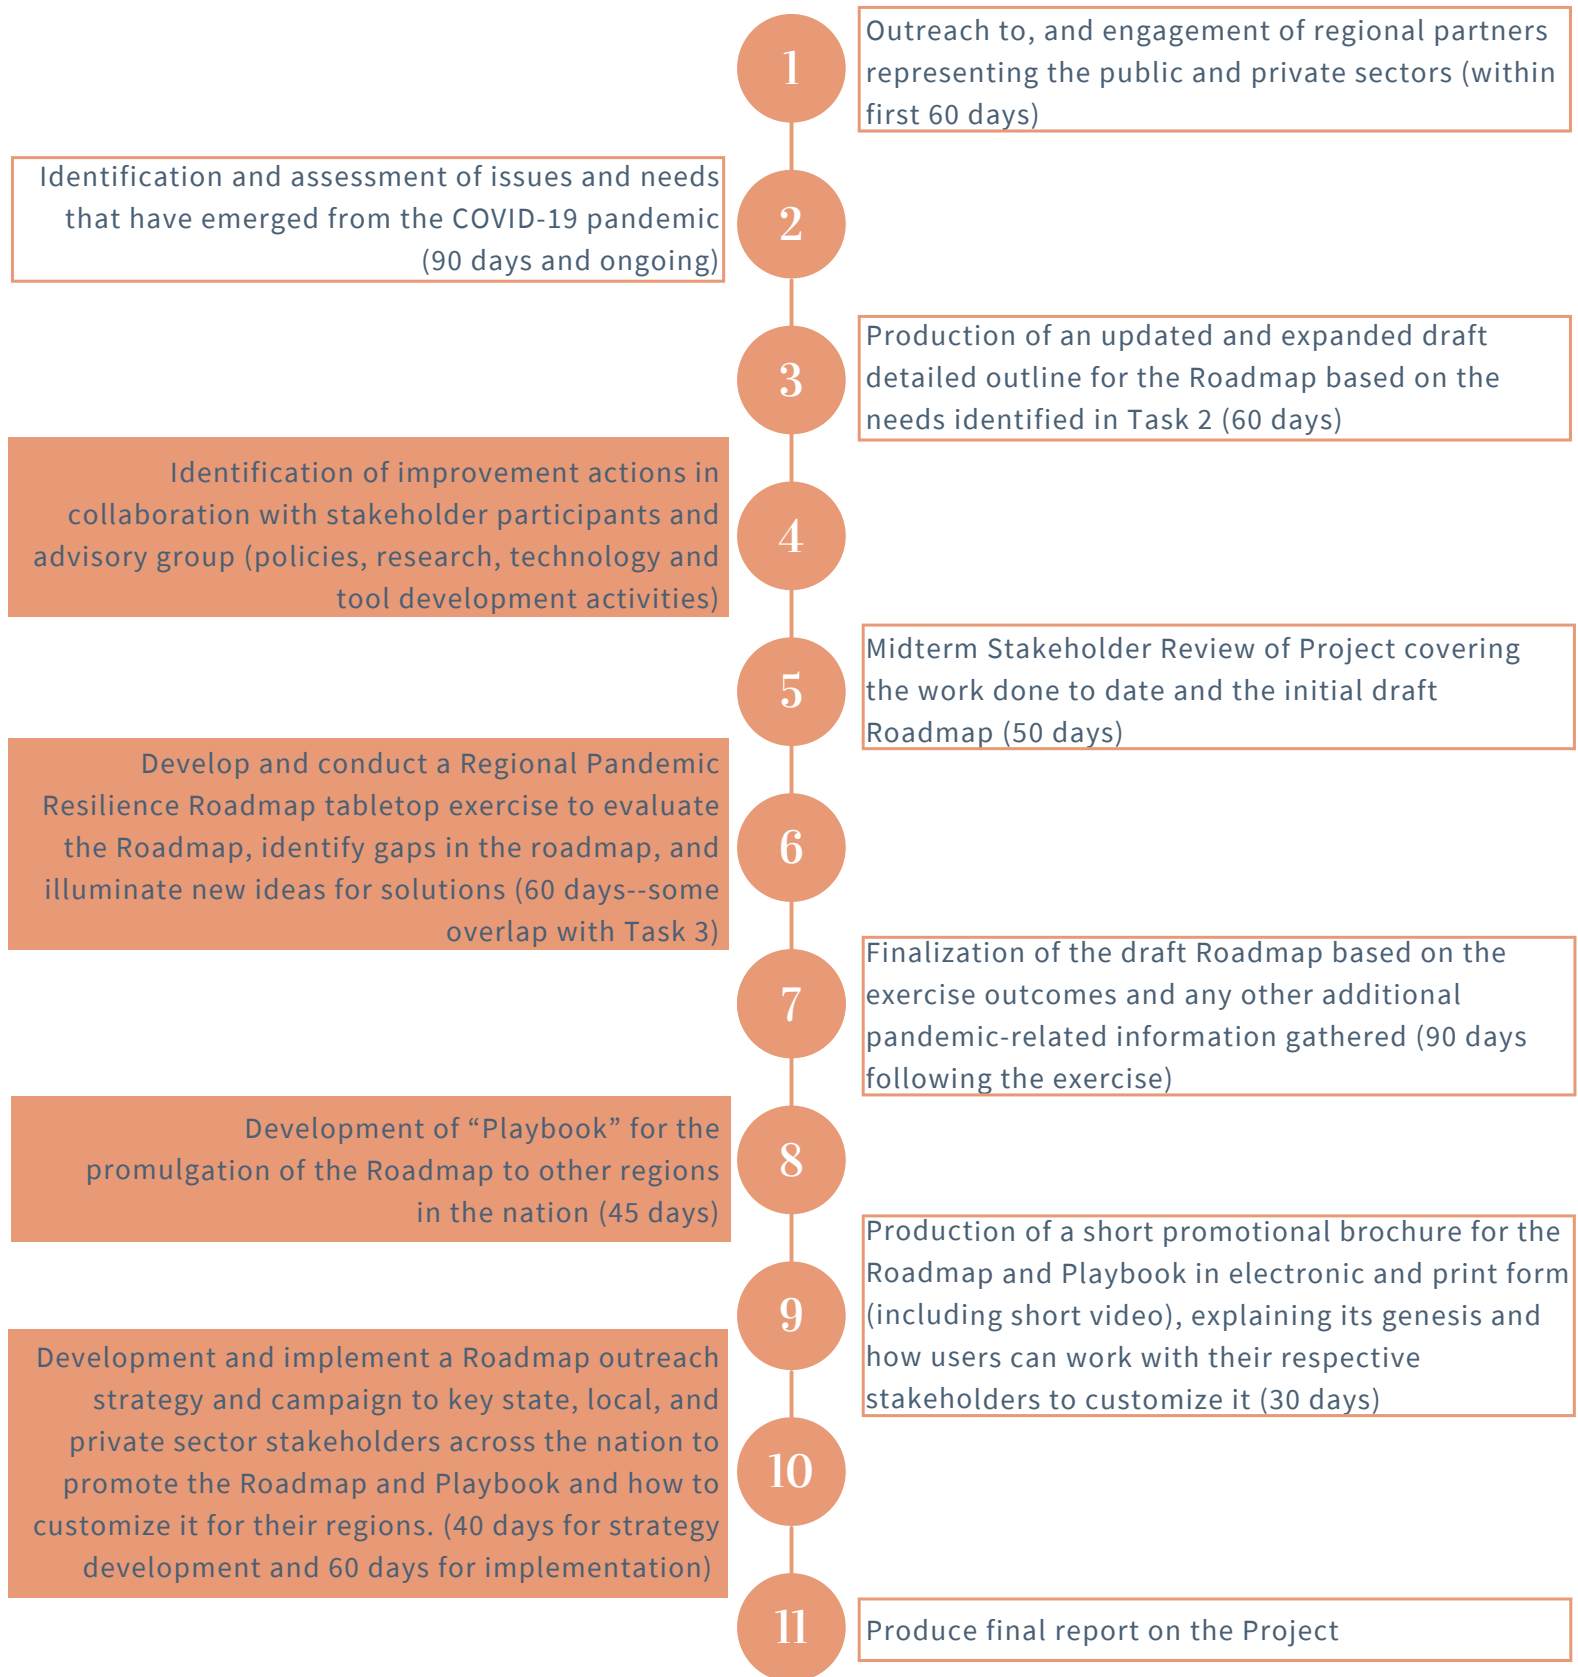 1
Outreach to, and engagement of regional partners
representing the public and private sectors (within
first 60 days)
Identification and assessment of issues and needs
that have emerged from the COVID-19 pandemic
(90 days and ongoing)
2
3
Production of an updated and expanded draft
detailed outline for the Roadmap based on the
needs identified in Task 2 (60 days)
Identification of improvement actions in
collaboration with stakeholder participants and
advisory group (policies, research, technology and
tool development activities)
4
5
Midterm Stakeholder Review of Project covering
the work done to date and the initial draft
Roadmap (50 days)
Develop and conduct a Regional Pandemic
Resilience Roadmap tabletop exercise to evaluate
the Roadmap, identify gaps in the roadmap, and
illuminate new ideas for solutions (60 days--some
overlap with Task 3)
6
7
Finalization of the draft Roadmap based on the
exercise outcomes and any other additional
pandemic-related information gathered (90 days
following the exercise)
Development of “Playbook” for the
promulgation of the Roadmap to other regions
in the nation (45 days)
8
9
Production of a short promotional brochure for the
Roadmap and Playbook in electronic and print form
(including short video), explaining its genesis and
how users can work with their respective
stakeholders to customize it (30 days)
Development and implement a Roadmap outreach
strategy and campaign to key state, local, and
private sector stakeholders across the nation to
promote the Roadmap and Playbook and how to
customize it for their regions. (40 days for strategy
development and 60 days for implementation)
10
11
Produce final report on the Project